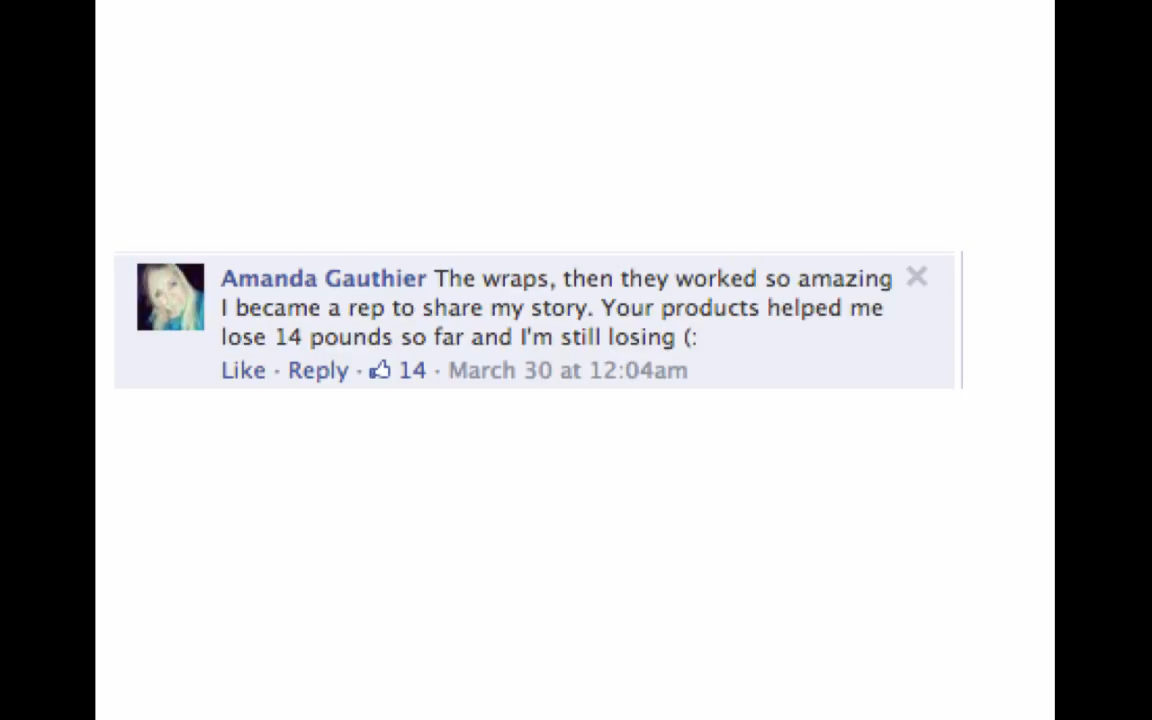 Amanda Gauthier The wraps, then they worked so amazing
I became a rep to share my story. Your products helped me
lose 14 pounds so far and I'm still losing (:
Like · Reply · 14 · March 30 at 12:04am